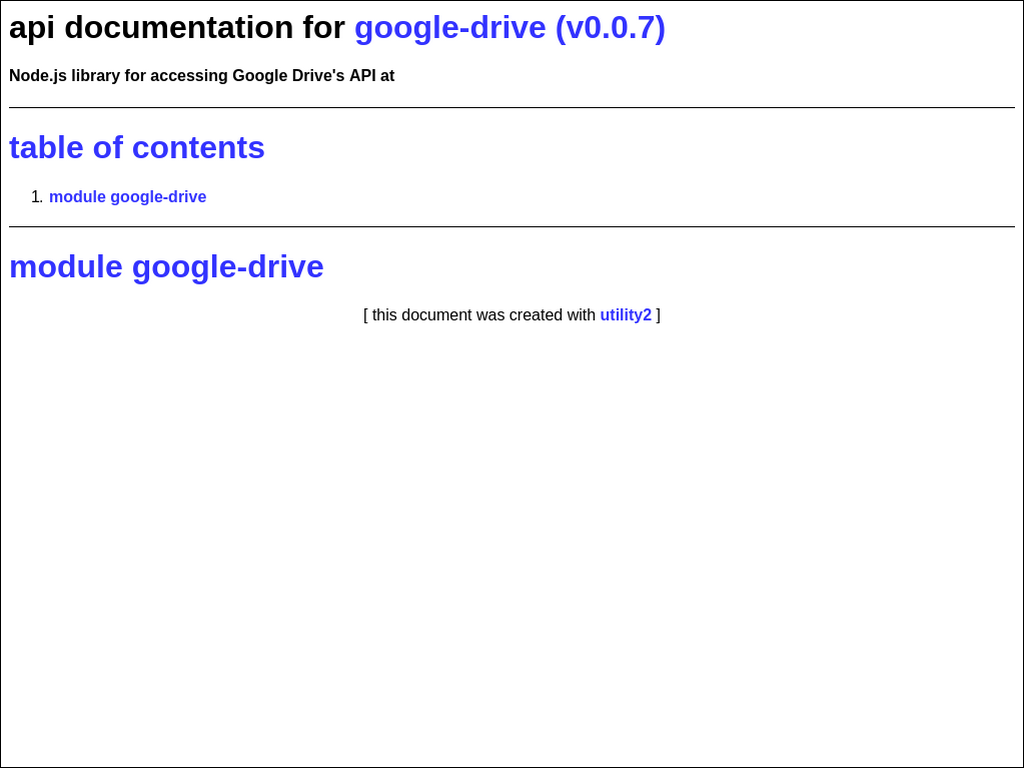 api documentation for google-drive (v0.0.7)
Node.js library for accessing Google Drive's API at
table of contents
1. module google-drive
module google-drive
[ this document was created with utility2 ]